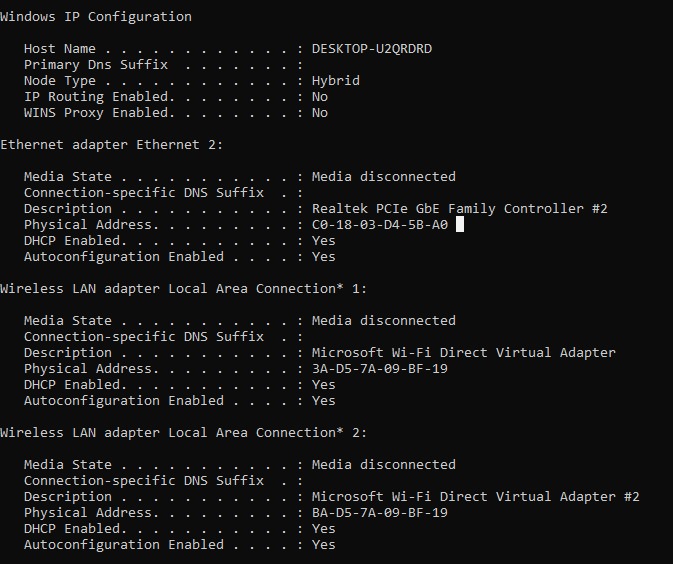 Windows IP Configuration
Host Name . . . . . . . . . . . . : DESKTOP-U2QRDRD
Primary Dns Suffix  . . . . . . . :
Node Type . . . . . . . . . . . . : Hybrid
IP Routing Enabled. . . . . . . . : No
WINS Proxy Enabled. . . . . . . . : No
Ethernet adapter Ethernet 2:
Media State . . . . . . . . . . . : Media disconnected
Connection-specific DNS Suffix  . :
Description . . . . . . . . . . . : Realtek PCIe GbE Family Controller #2
Physical Address. . . . . . . . . : C0-18-03-D4-5B-A0
DHCP Enabled. . . . . . . . . . . : Yes
Autoconfiguration Enabled . . . . : Yes
Wireless LAN adapter Local Area Connection* 1:
Media State . . . . . . . . . . . : Media disconnected
Connection-specific DNS Suffix  . :
Description . . . . . . . . . . . : Microsoft Wi-Fi Direct Virtual Adapter
Physical Address. . . . . . . . . : 3A-D5-7A-09-BF-19
DHCP Enabled. . . . . . . . . . . : Yes
Autoconfiguration Enabled . . . . : Yes
Wireless LAN adapter Local Area Connection* 2:
Media State . . . . . . . . . . . : Media disconnected
Connection-specific DNS Suffix  . :
Description . . . . . . . . . . . : Microsoft Wi-Fi Direct Virtual Adapter #2
Physical Address. . . . . . . . . : BA-D5-7A-09-BF-19
DHCP Enabled. . . . . . . . . . . : Yes
Autoconfiguration Enabled . . . . : Yes